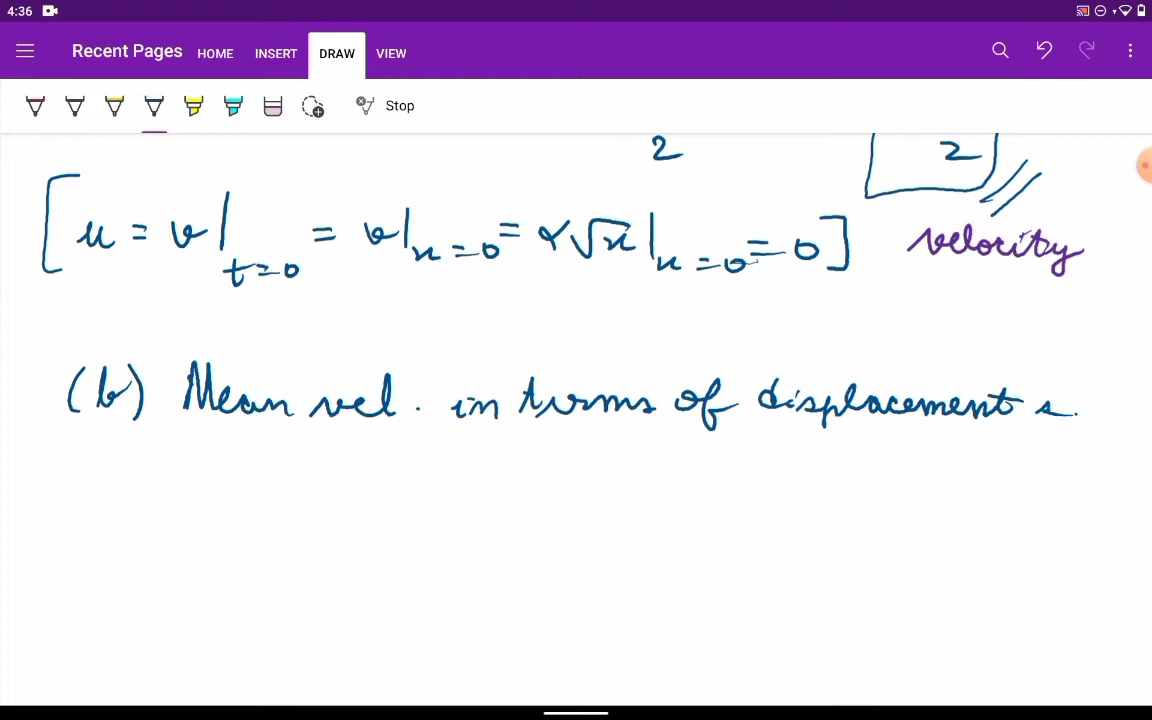 4:36
Recent Pages HOME INSERT DRAW VIEW
Stop
2 2
[u = v|t=0 = v|x=0 = α√x|x=0 = 0] velocity
(b) Mean vel. in terms of displacement s.